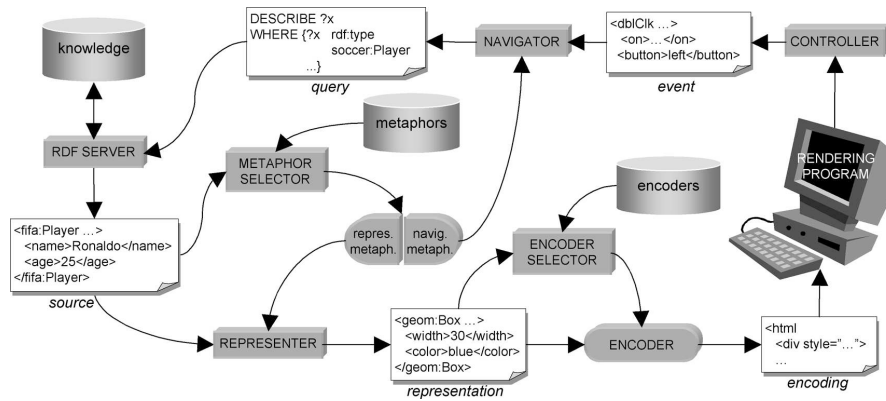 knowledge
DESCRIBE ?x
WHERE {?x rdf:type
soccer:Player
...}
query
NAVIGATOR
<dblClk ...>
<on>...</on>
<button>left</button>
event
CONTROLLER
RDF SERVER
metaphors
METAPHOR
SELECTOR
encoders
RENDERING
PROGRAM
<fifa:Player ...>
<name>Ronaldo</name>
<age>25</age>
</fifa:Player>
source
repres.
metaph.
navig.
metaph.
ENCODER
SELECTOR
REPRESENTER
<geom:Box ...>
<width>30</width>
<color>blue</color>
</geom:Box>
representation
ENCODER
<html
<div style="...">
...
encoding